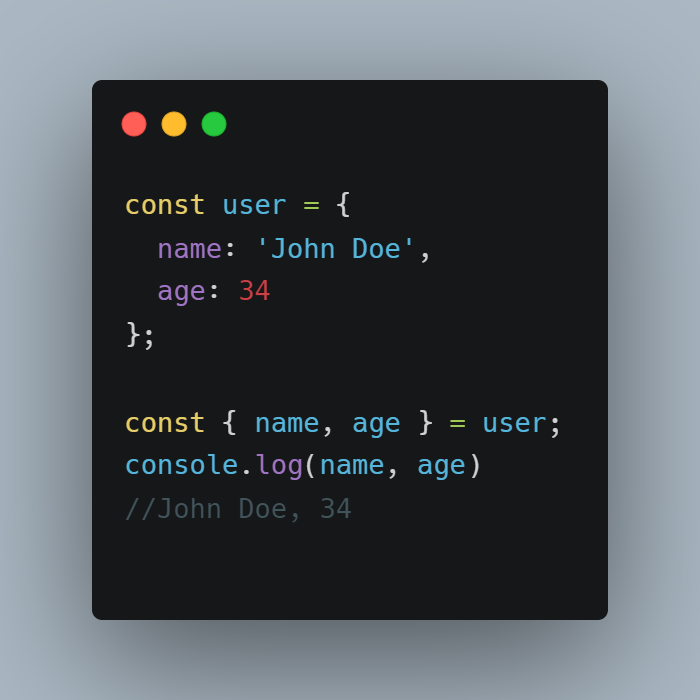 const user = {
  name: 'John Doe',
  age: 34
};
const { name, age } = user;
console.log(name, age)
//John Doe, 34